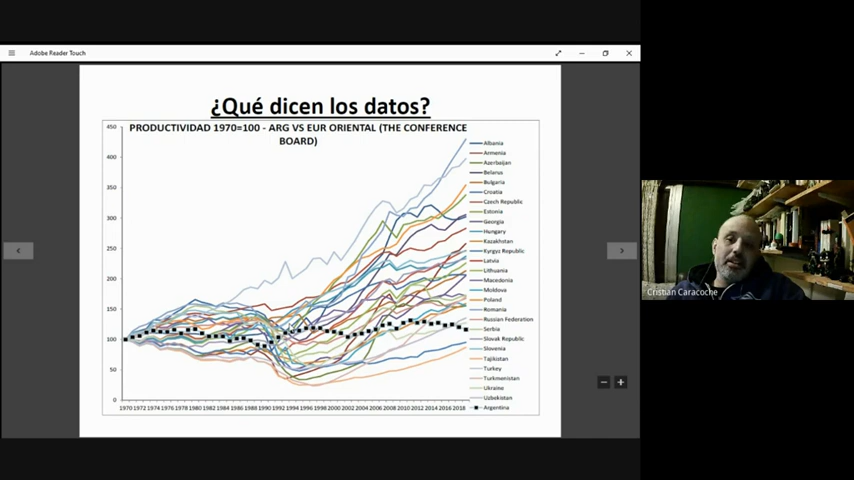 Adobe Reader Touch
¿Qué dicen los datos?
PRODUCTIVIDAD 1970=100 - ARG VS EUR ORIENTAL (THE CONFERENCE
BOARD)
450
400
350
300
250
200
150
100
50
0
1970 1972 1974 1976 1978 1980 1982 1984 1986 1988 1990 1992 1994 1996 1998 2000 2002 2004 2006 2008 2010 2012 2014 2016 2018
Albania
Armenia
Azerbaijan
Belarus
Bulgaria
Croatia
Czech Republic
Estonia
Georgia
Hungary
Kazakhstan
Kyrgyz Republic
Latvia
Lithuania
Macedonia
Moldova
Poland
Romania
Russian Federation
Serbia
Slovak Republic
Slovenia
Tajikistan
Turkey
Turkmenistan
Ukraine
Uzbekistan
Argentina
Cristian Caracoche